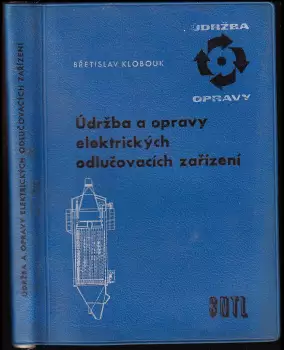 ÚDRŽBA A OPRAVY ELEKTRICKÝCH ODLUČOVACÍCH ZAŘÍZENÍ
BŘETISLAV KLOBOUK
ÚDRŽBA
OPRAVY
Údržba a opravy
elektrických
odlučovacích zařízení
SNTL